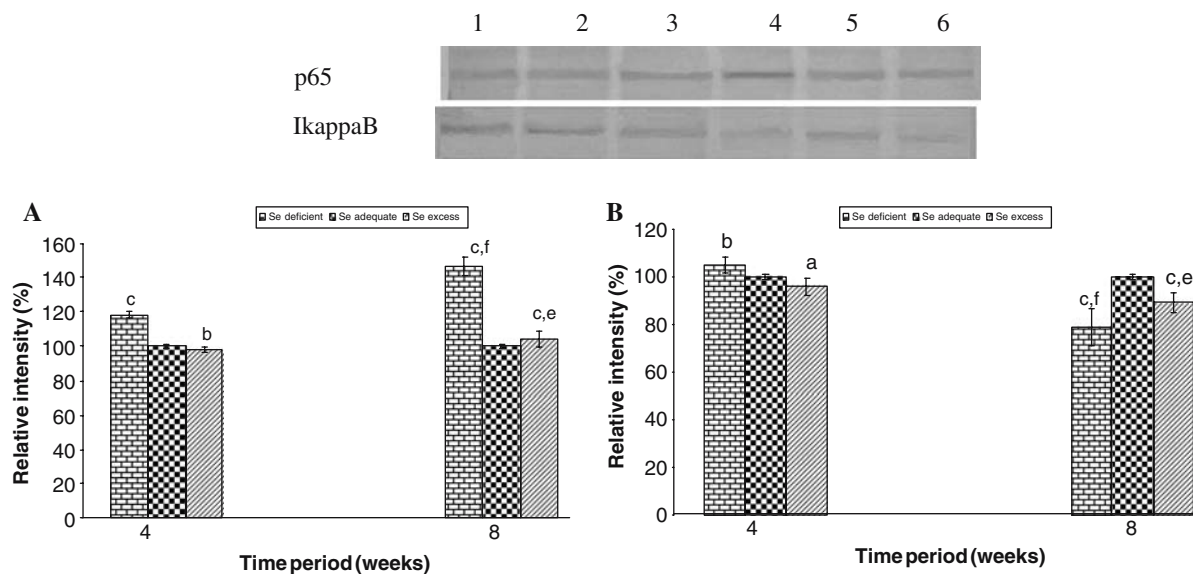 1 2 3 4 5 6
p65
IkappaB
A
Se deficient Se adequate Se excess
Relative intensity (%)
160
140
120
100
80
60
40
20
0
c
b
c,f
c,e
4 8
Time period (weeks)
B
Se deficient Se adequate Se excess
Relative intensity (%)
120
100
80
60
40
20
0
b
a
c,f
c,e
4 8
Time period (weeks)